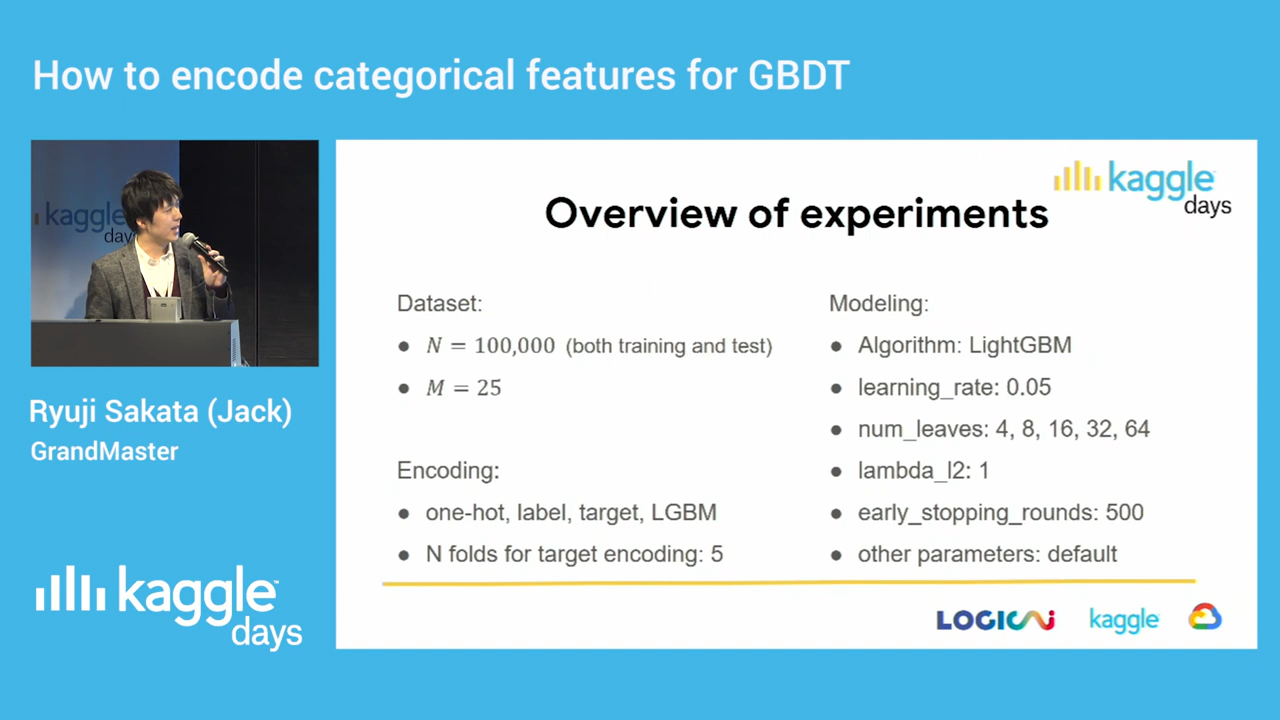 How to encode categorical features for GBDT
kaggle
days
Ryuji Sakata (Jack)
GrandMaster
kaggle™
days
kaggle
days
Overview of experiments
Dataset:
• N = 100,000 (both training and test)
• M = 25
Encoding:
• one-hot, label, target, LGBM
• N folds for target encoding: 5
Modeling:
• Algorithm: LightGBM
• learning_rate: 0.05
• num_leaves: 4, 8, 16, 32, 64
• lambda_l2: 1
• early_stopping_rounds: 500
• other parameters: default
LOGICAI
kaggle